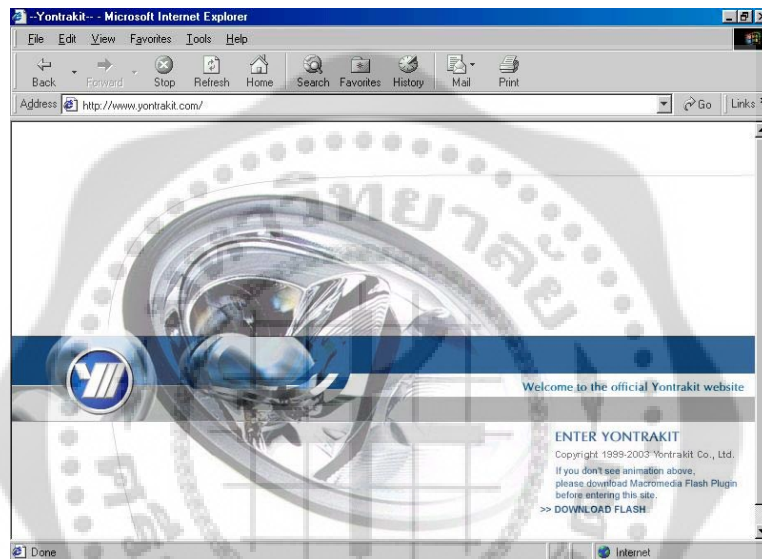 --Yontrakit-- - Microsoft Internet Explorer
File Edit View Favorites Tools Help
Back Forward Stop Refresh Home Search Favorites History Mail Print
Address http://www.yontrakit.com/ Go Links
Welcome to the official Yontrakit website
ENTER YONTRAKIT
Copyright 1999-2003 Yontrakit Co., Ltd.
If you don't see animation above,
please download Macromedia Flash Plugin
before entering this site.
>> DOWNLOAD FLASH
Done Internet